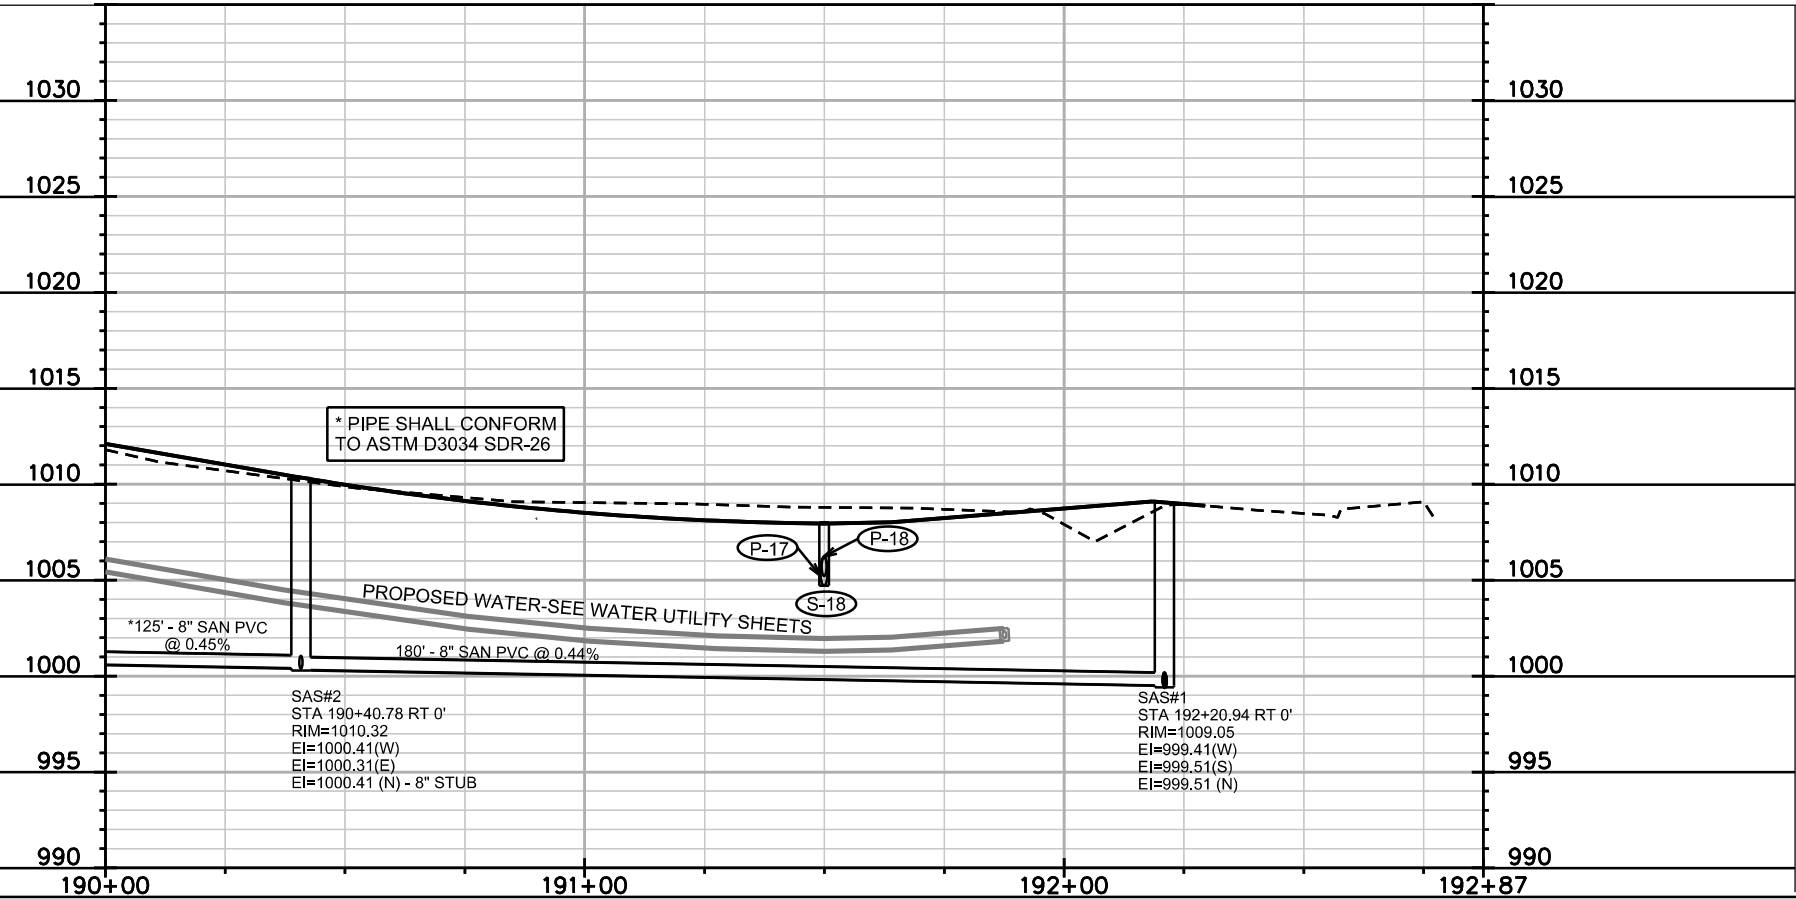 1030 1030
1025 1025
1020 1020
1015 1015
* PIPE SHALL CONFORM
TO ASTM D3034 SDR-26
1010 1010
P-17 P-18
1005 1005
S-18
PROPOSED WATER-SEE WATER UTILITY SHEETS
*125' - 8" SAN PVC
@ 0.45%
180' - 8" SAN PVC @ 0.44%
1000 1000
SAS#2
STA 190+40.78 RT 0'
RIM=1010.32
EI=1000.41(W)
EI=1000.31(E)
EI=1000.41 (N) - 8" STUB
SAS#1
STA 192+20.94 RT 0'
RIM=1009.05
EI=999.41(W)
EI=999.51(S)
EI=999.51 (N)
995 995
990 990
190+00 191+00 192+00 192+87